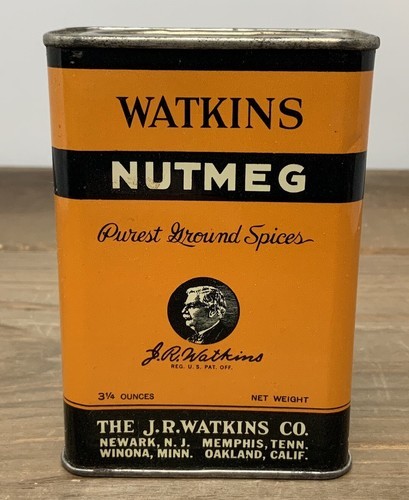 WATKINS
NUTMEG
Purest Ground Spices
J.R. Watkins
REG. U. S. PAT. OFF.
3¼ OUNCES NET WEIGHT
THE J.R.WATKINS CO.
NEWARK, N. J. MEMPHIS, TENN.
WINONA, MINN. OAKLAND, CALIF.